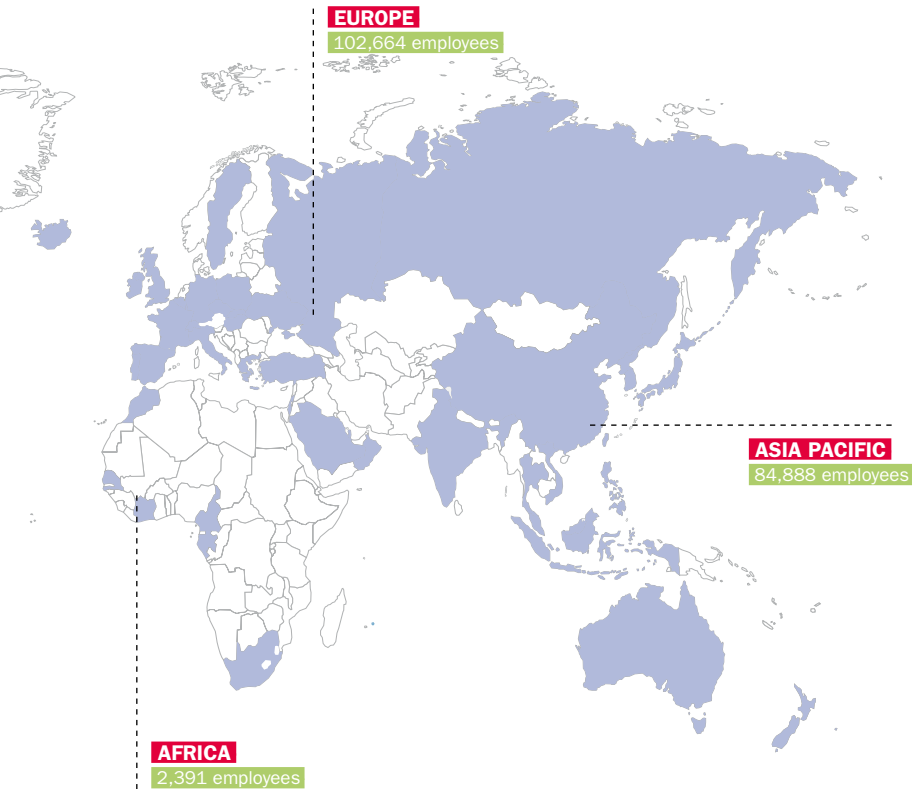 EUROPE
102,664 employees
ASIA PACIFIC
84,888 employees
AFRICA
2,391 employees